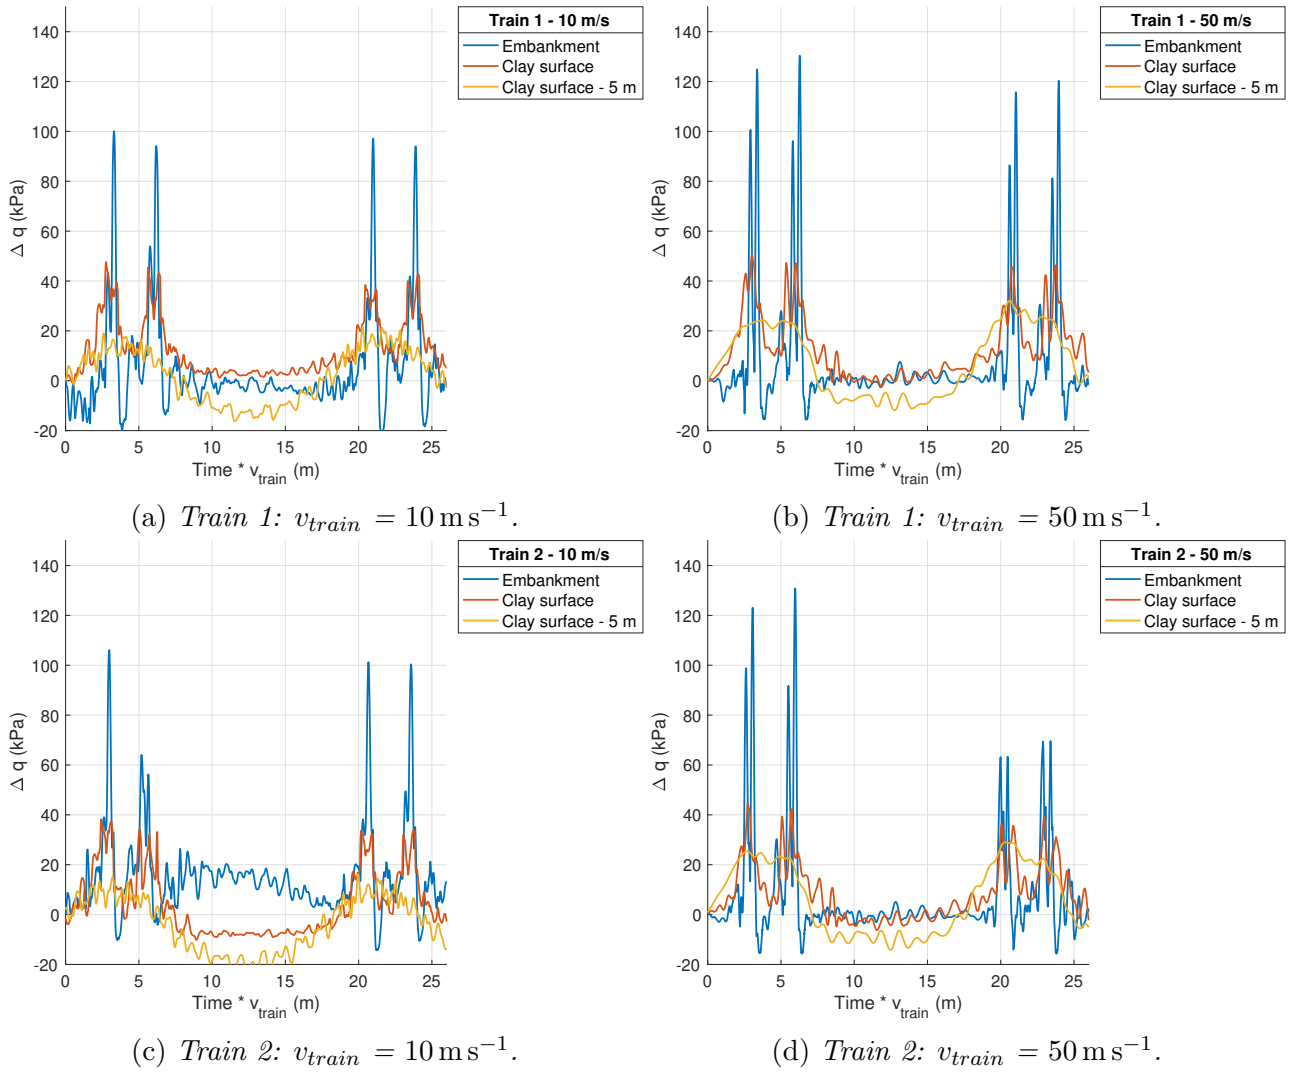 Train 1 - 10 m/s
Embankment
Clay surface
Clay surface - 5 m
140
120
100
80
60
40
20
0
-20
Δ q (kPa)
0 5 10 15 20 25
Time * v_train (m)
(a) Train 1: v_train = 10 m s⁻¹.
Train 1 - 50 m/s
Embankment
Clay surface
Clay surface - 5 m
140
120
100
80
60
40
20
0
-20
Δ q (kPa)
0 5 10 15 20 25
Time * v_train (m)
(b) Train 1: v_train = 50 m s⁻¹.
Train 2 - 10 m/s
Embankment
Clay surface
Clay surface - 5 m
140
120
100
80
60
40
20
0
-20
Δ q (kPa)
0 5 10 15 20 25
Time * v_train (m)
(c) Train 2: v_train = 10 m s⁻¹.
Train 2 - 50 m/s
Embankment
Clay surface
Clay surface - 5 m
140
120
100
80
60
40
20
0
-20
Δ q (kPa)
0 5 10 15 20 25
Time * v_train (m)
(d) Train 2: v_train = 50 m s⁻¹.